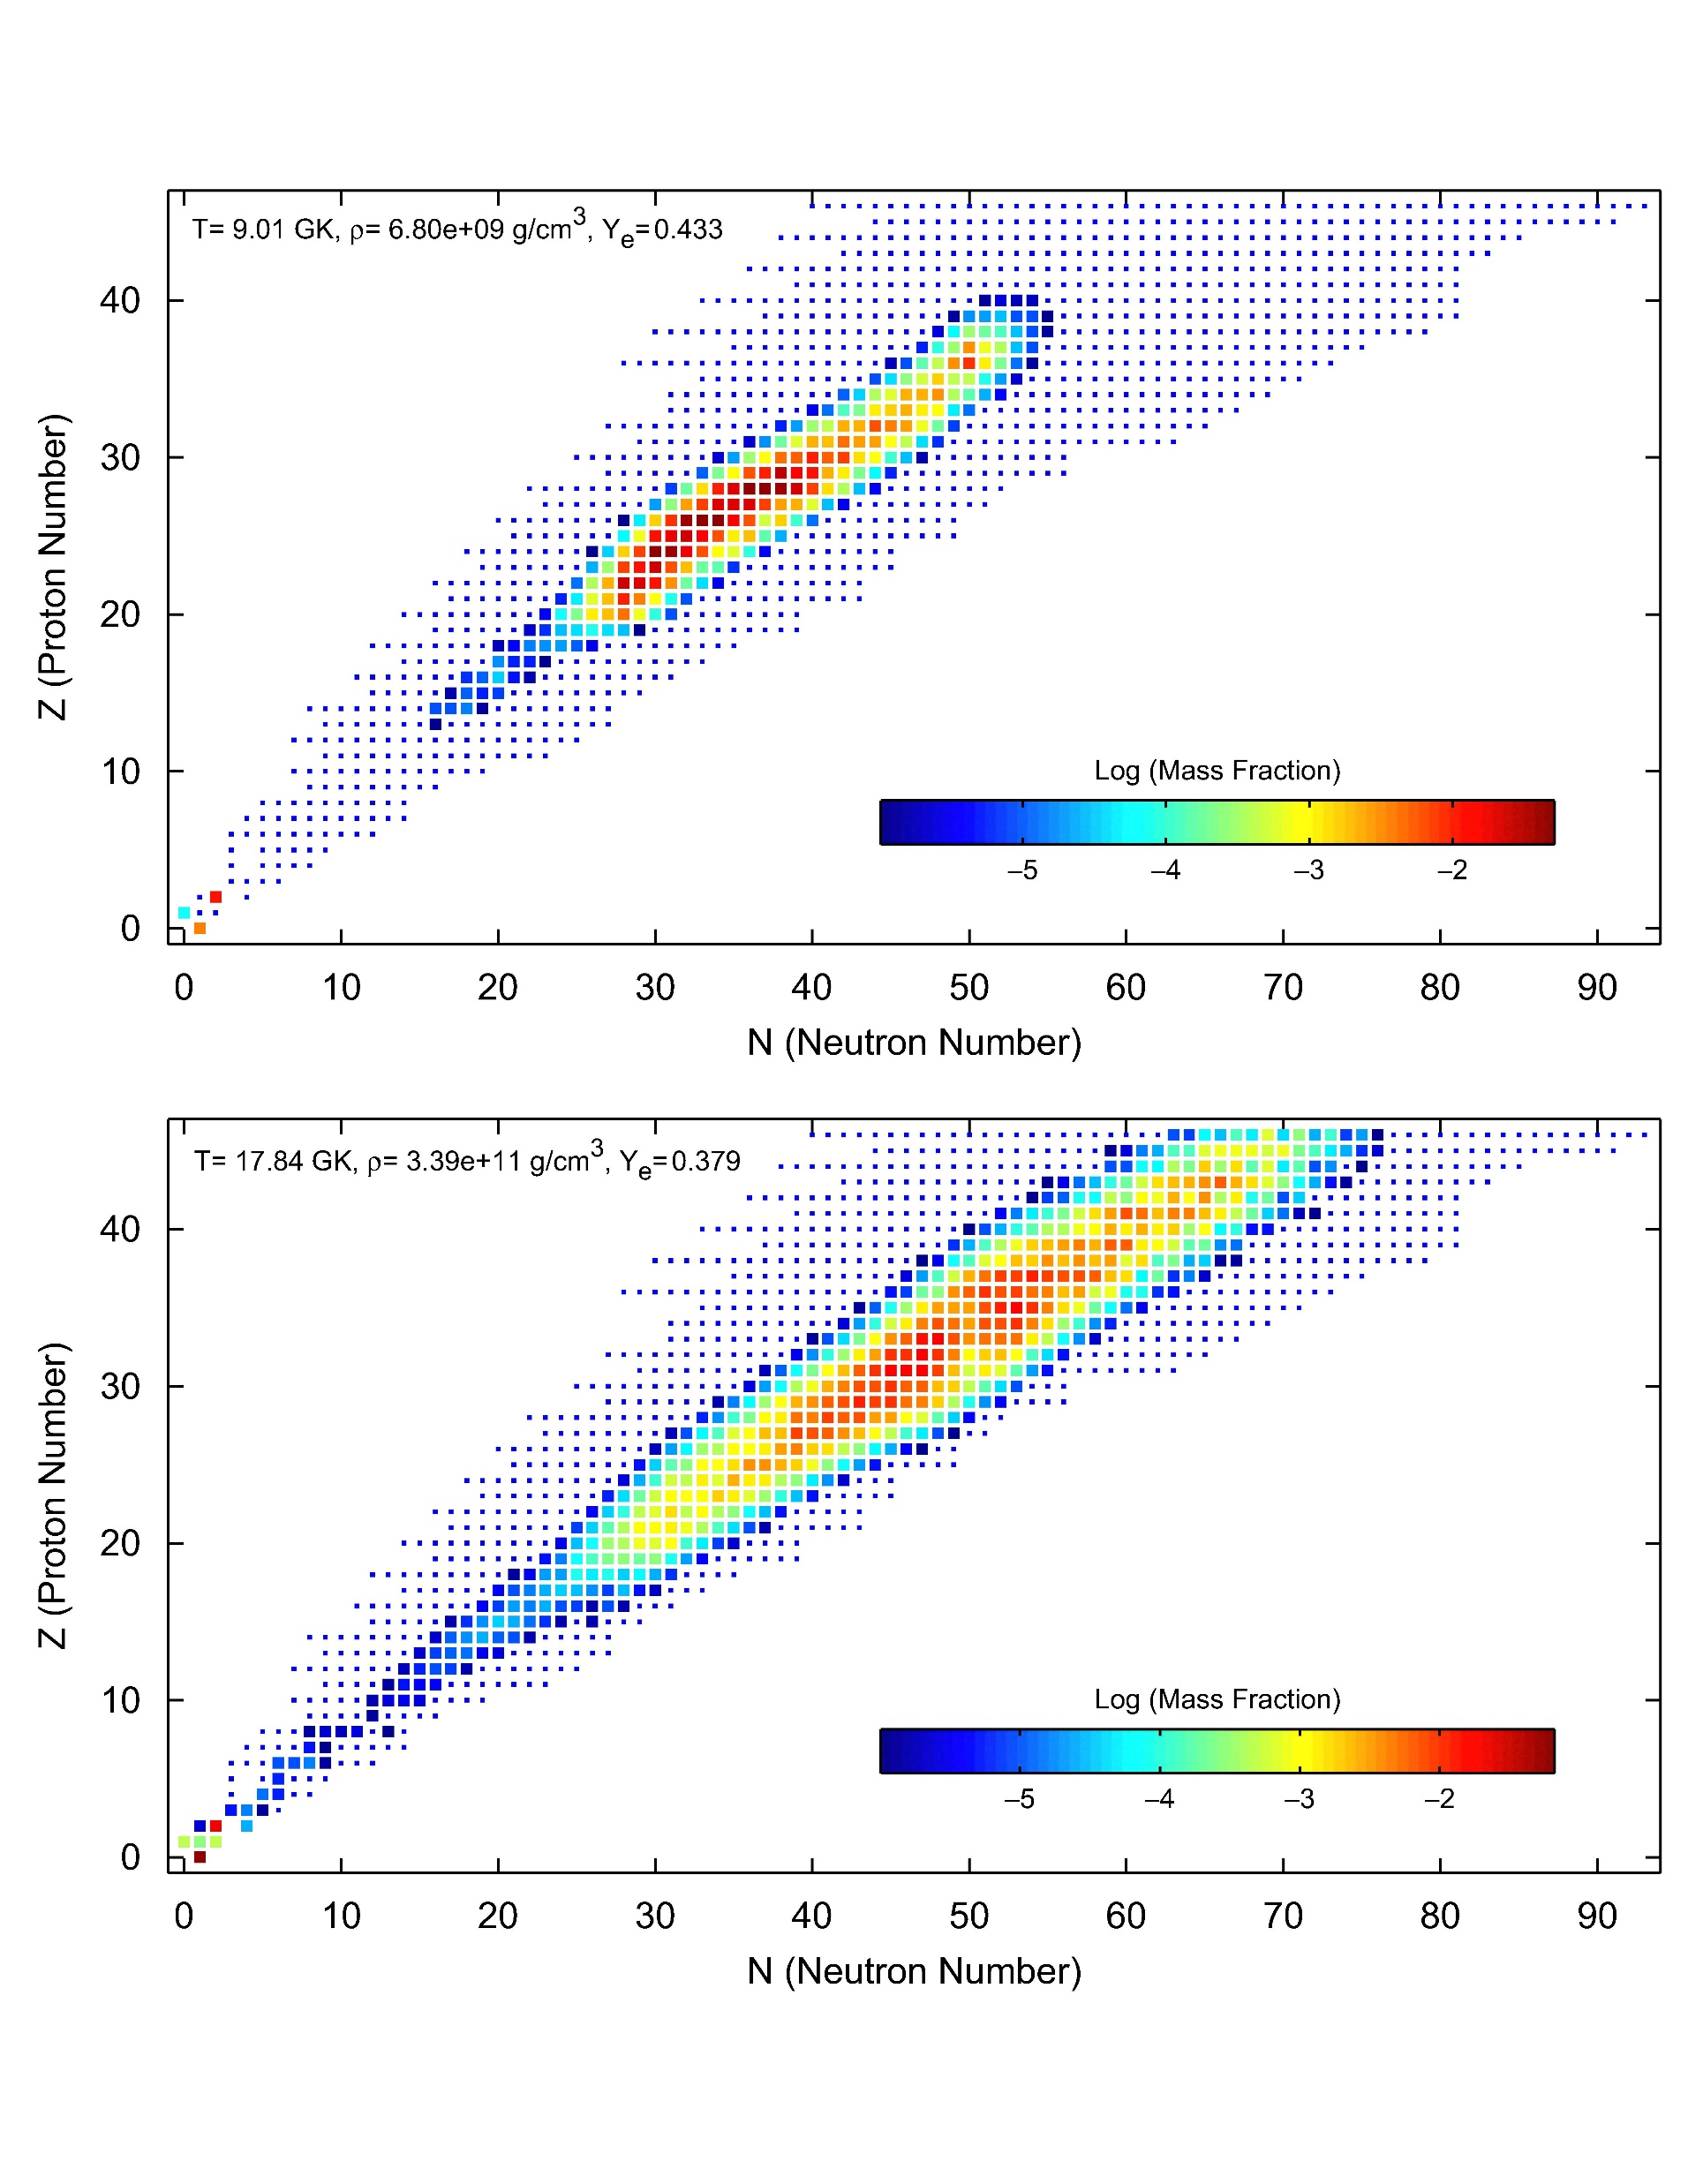 T= 9.01 GK, ρ= 6.80e+09 g/cm3, Ye=0.433
40
30
20
10
0
Z (Proton Number)
Log (Mass Fraction)
−5 −4 −3 −2
0 10 20 30 40 50 60 70 80 90
N (Neutron Number)
T= 17.84 GK, ρ= 3.39e+11 g/cm3, Ye=0.379
40
30
20
10
0
Z (Proton Number)
Log (Mass Fraction)
−5 −4 −3 −2
0 10 20 30 40 50 60 70 80 90
N (Neutron Number)